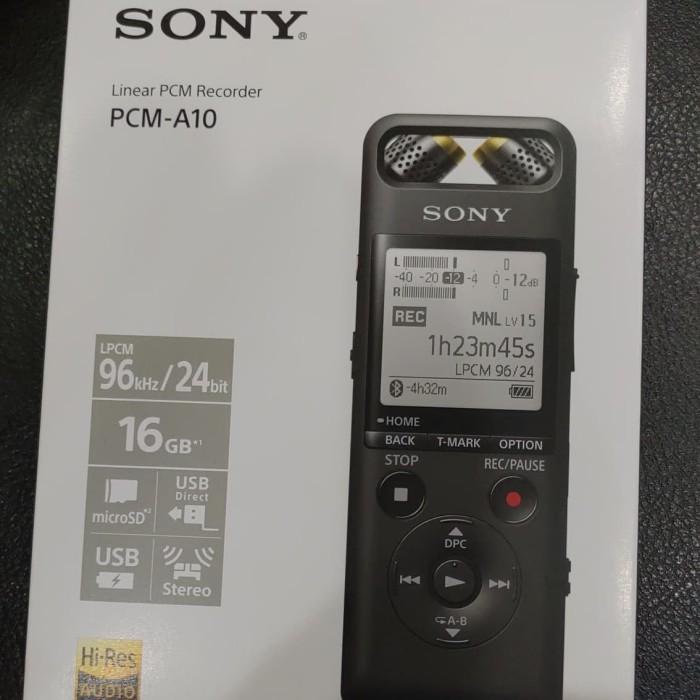 SONY®
Linear PCM Recorder
PCM-A10
SONY
L
-40 -20 -12 -4 0 -12dB
R
REC MNL LV 15
1h23m45s
LPCM 96/24
-4h32m
HOME
BACK T-MARK OPTION
STOP REC/PAUSE
DPC
A-B
LPCM
96kHz/24bit
16GB*1
microSD*2
USB
Direct
USB
Stereo
Hi-Res
AUDIO